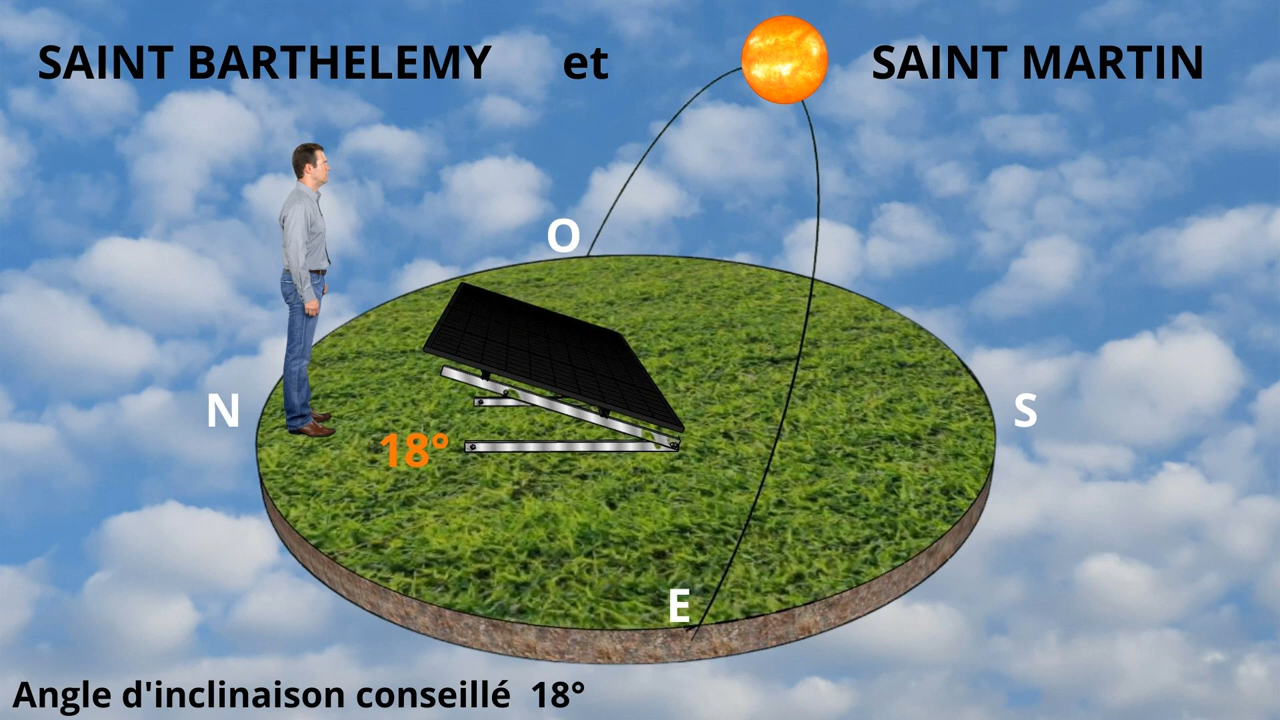 SAINT BARTHELEMY et SAINT MARTIN
O
N
S
18°
E
Angle d'inclinaison conseillé 18°